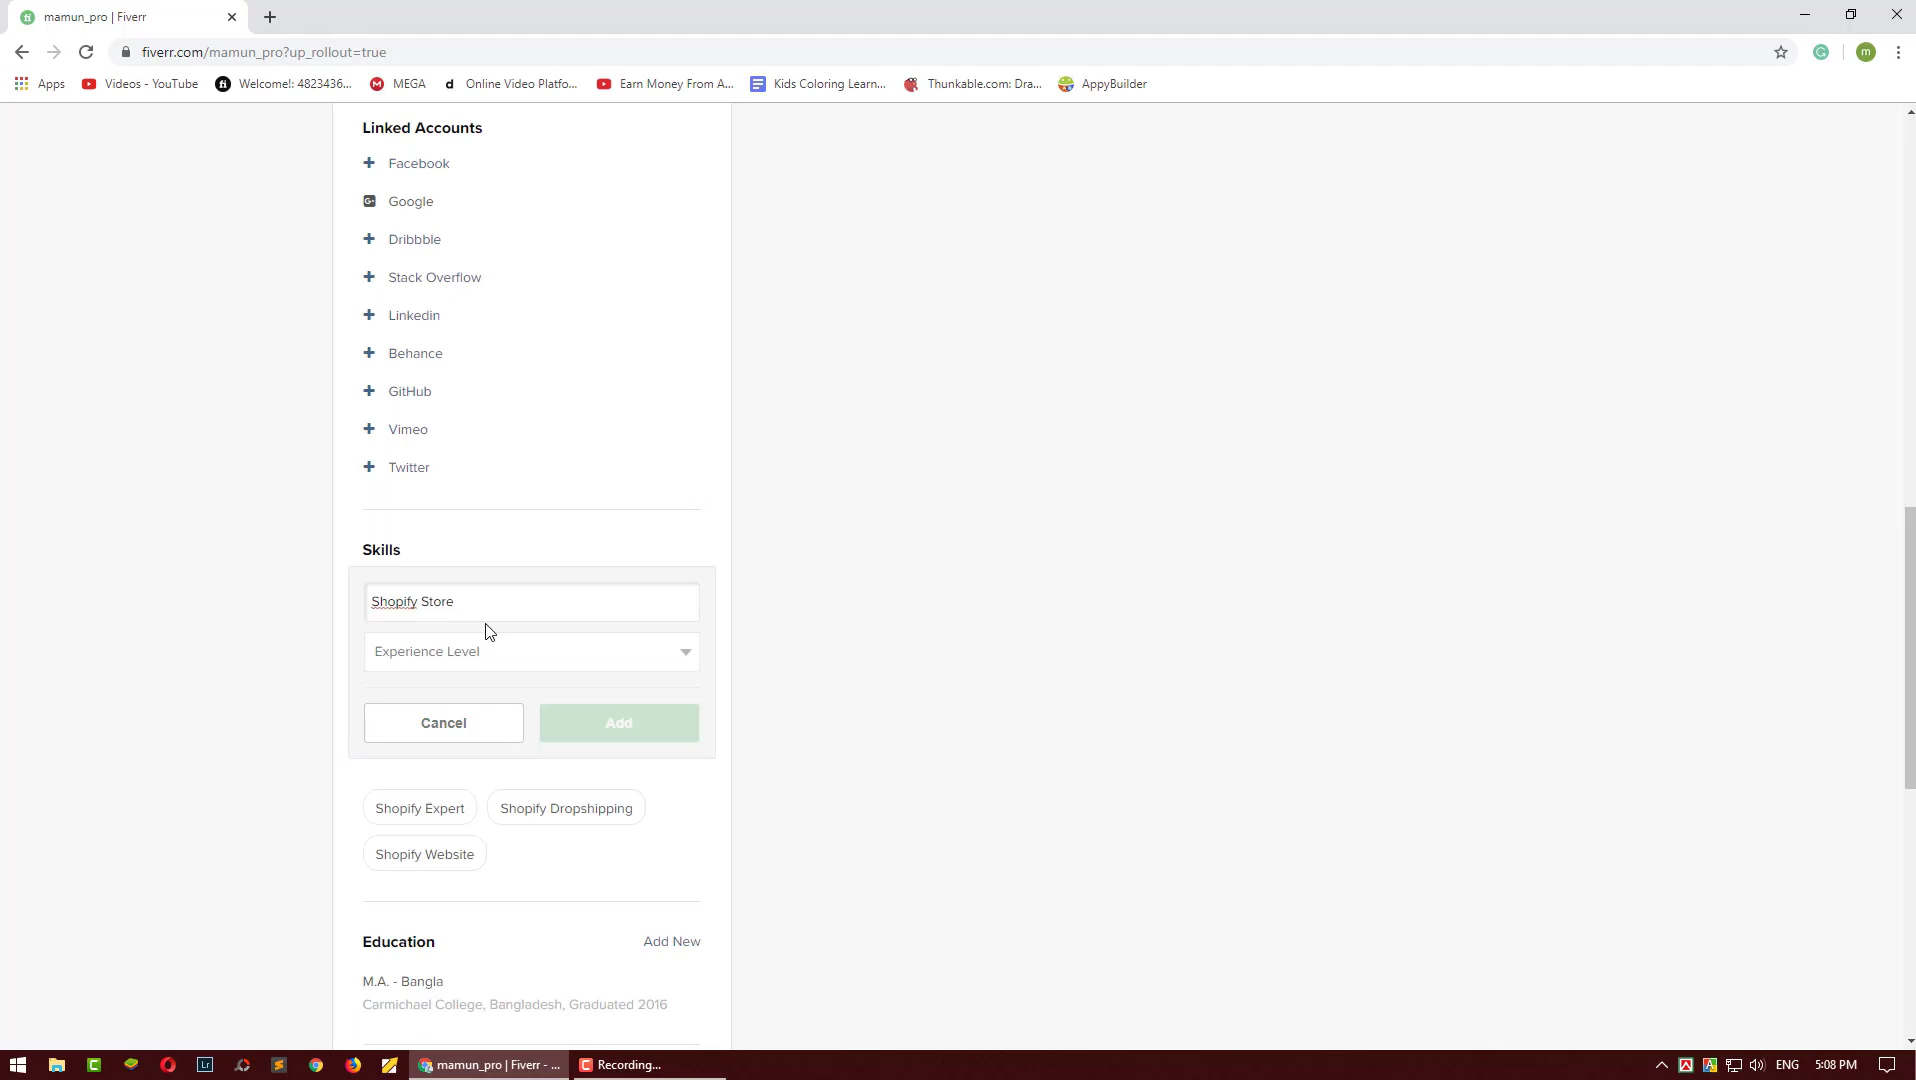 mamun_pro | Fiverr
fiverr.com/mamun_pro?up_rollout=true
m
Apps
Videos - YouTube
Welcome!: 4823436...
MEGA
Online Video Platfo...
Earn Money From A...
Kids Coloring Learn...
Thunkable.com: Dra...
AppyBuilder
Linked Accounts
Facebook
Google
Dribbble
Stack Overflow
Linkedin
Behance
GitHub
Vimeo
Twitter
Skills
Shopify Store
Experience Level
Cancel Add
Shopify Expert Shopify Dropshipping
Shopify Website
Education Add New
M.A. - Bangla
Carmichael College, Bangladesh, Graduated 2016
Lr
mamun_pro | Fiverr - ...
Recording...
ENG
5:08 PM